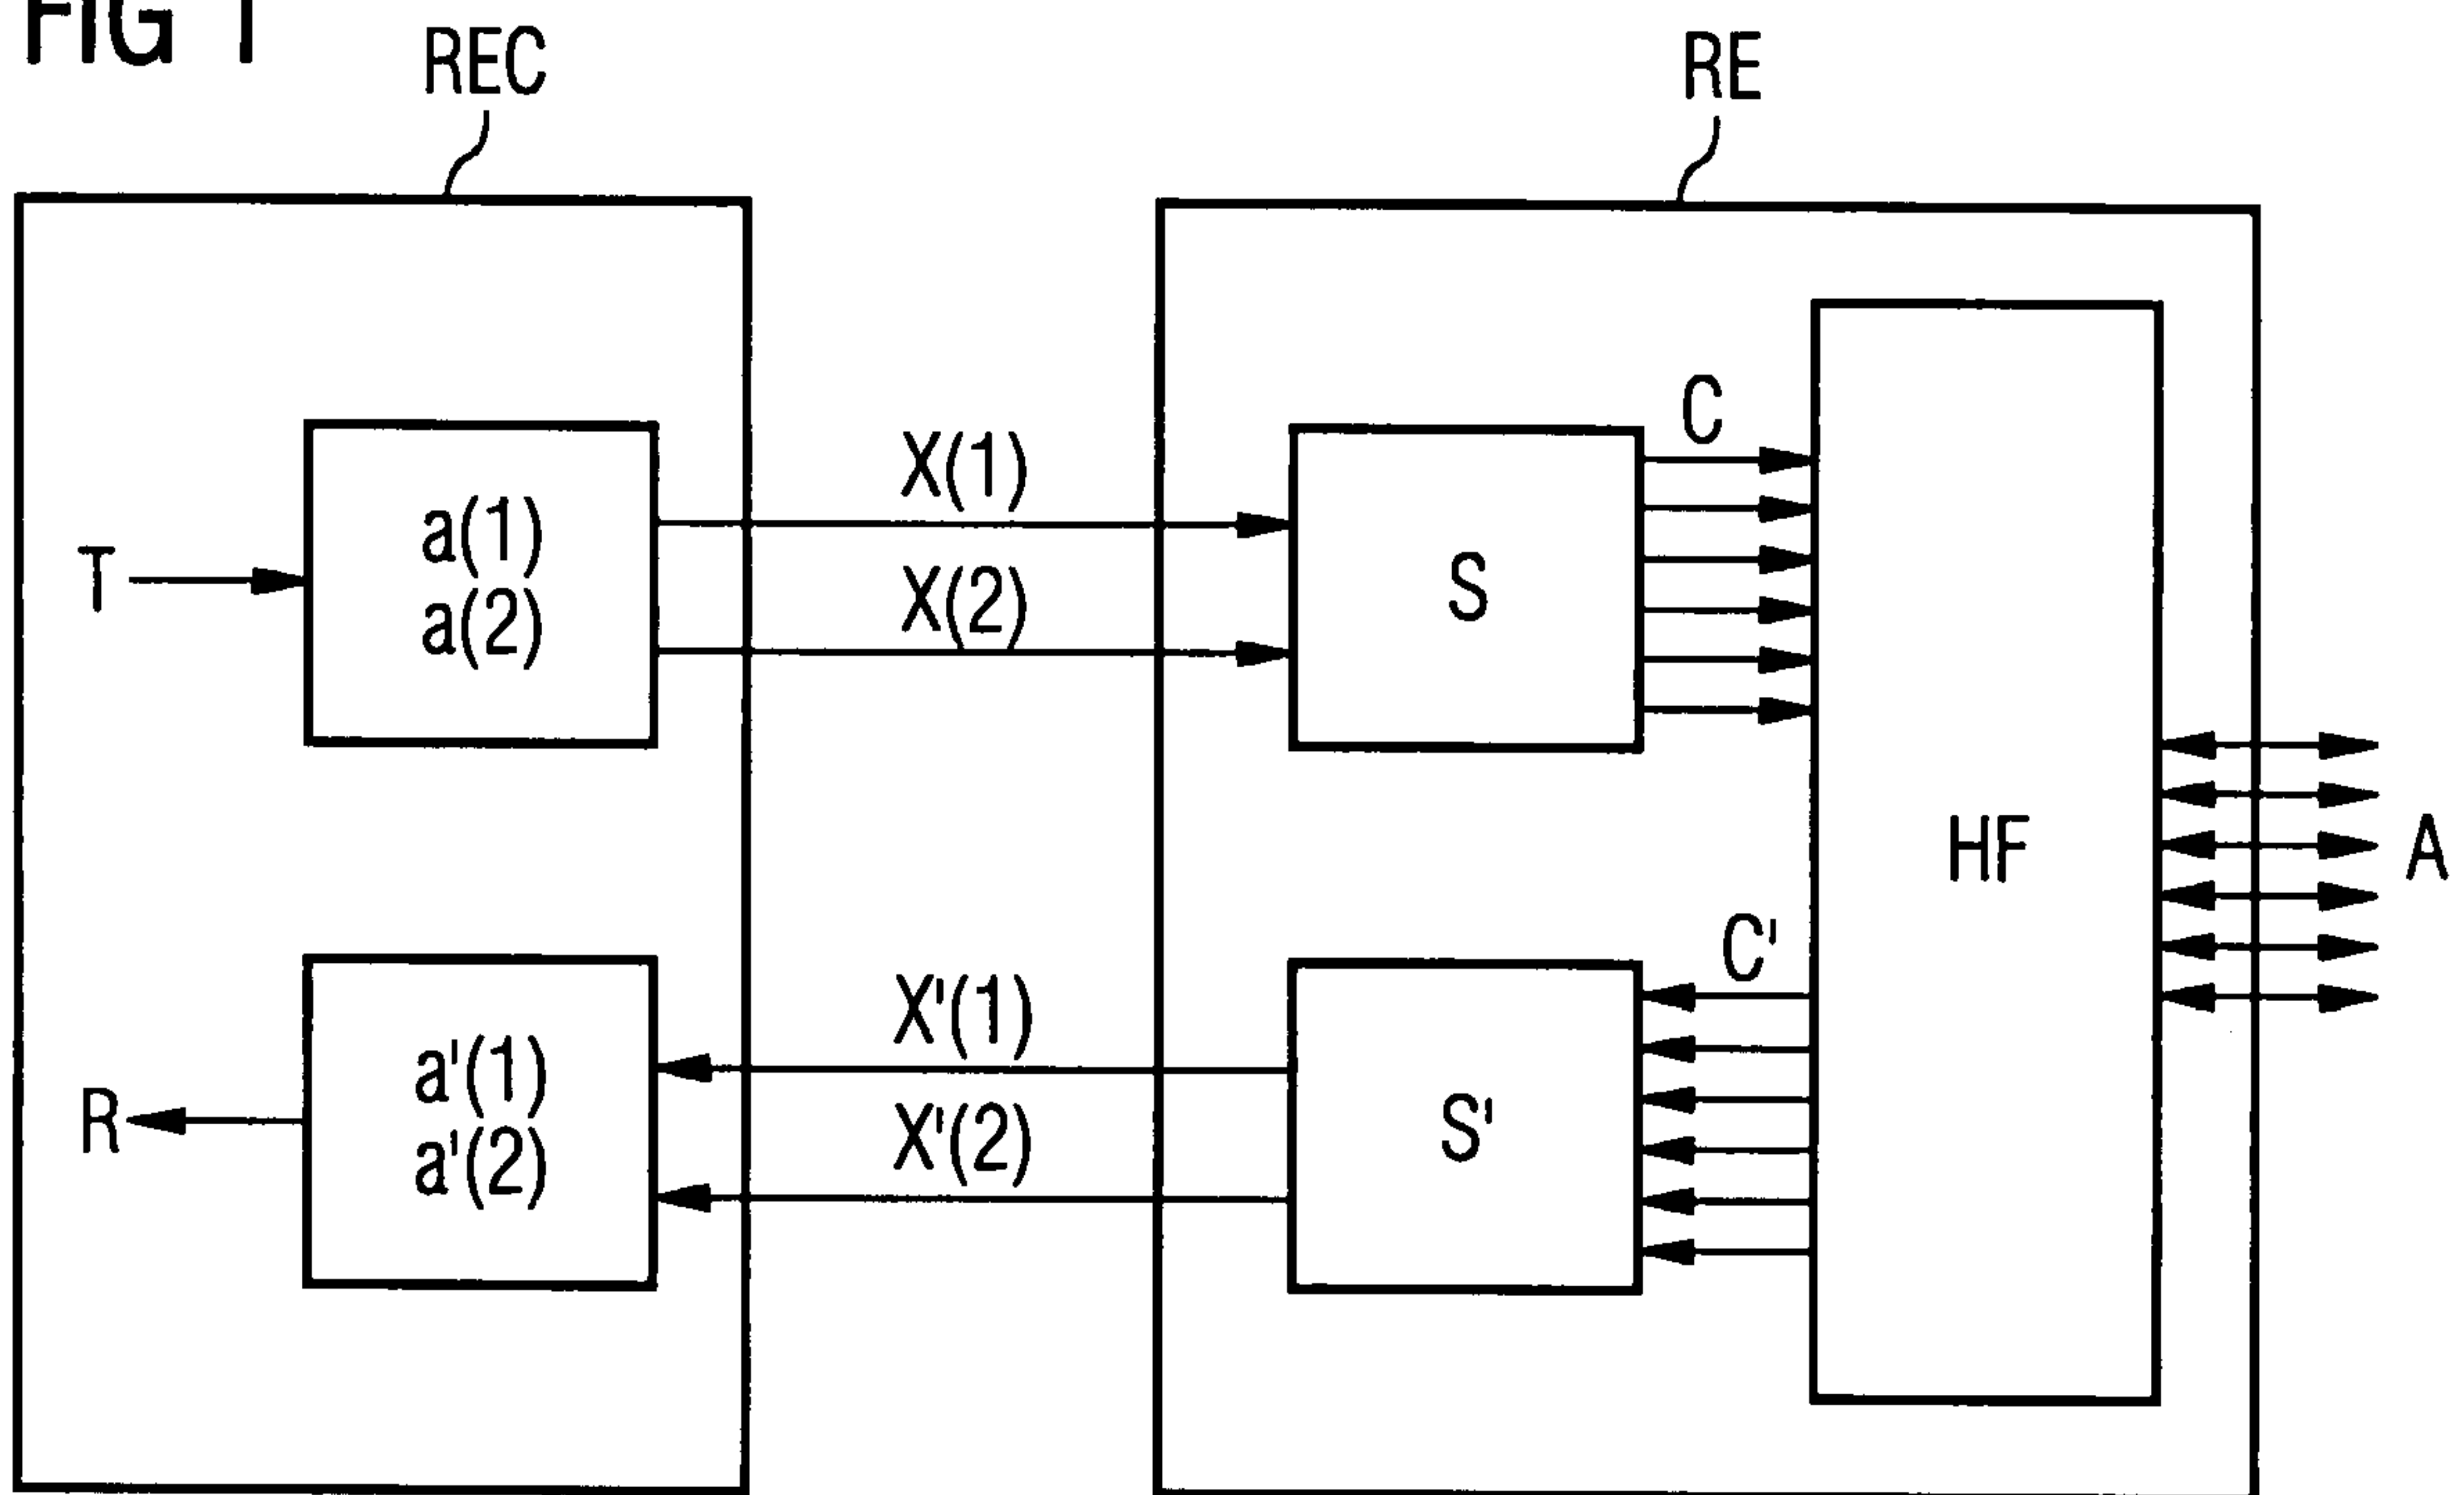 FIG 1
REC
RE
T
a(1)
a(2)
X(1)
X(2)
S
C
HF
A
R
a'(1)
a'(2)
X'(1)
X'(2)
S'
C'